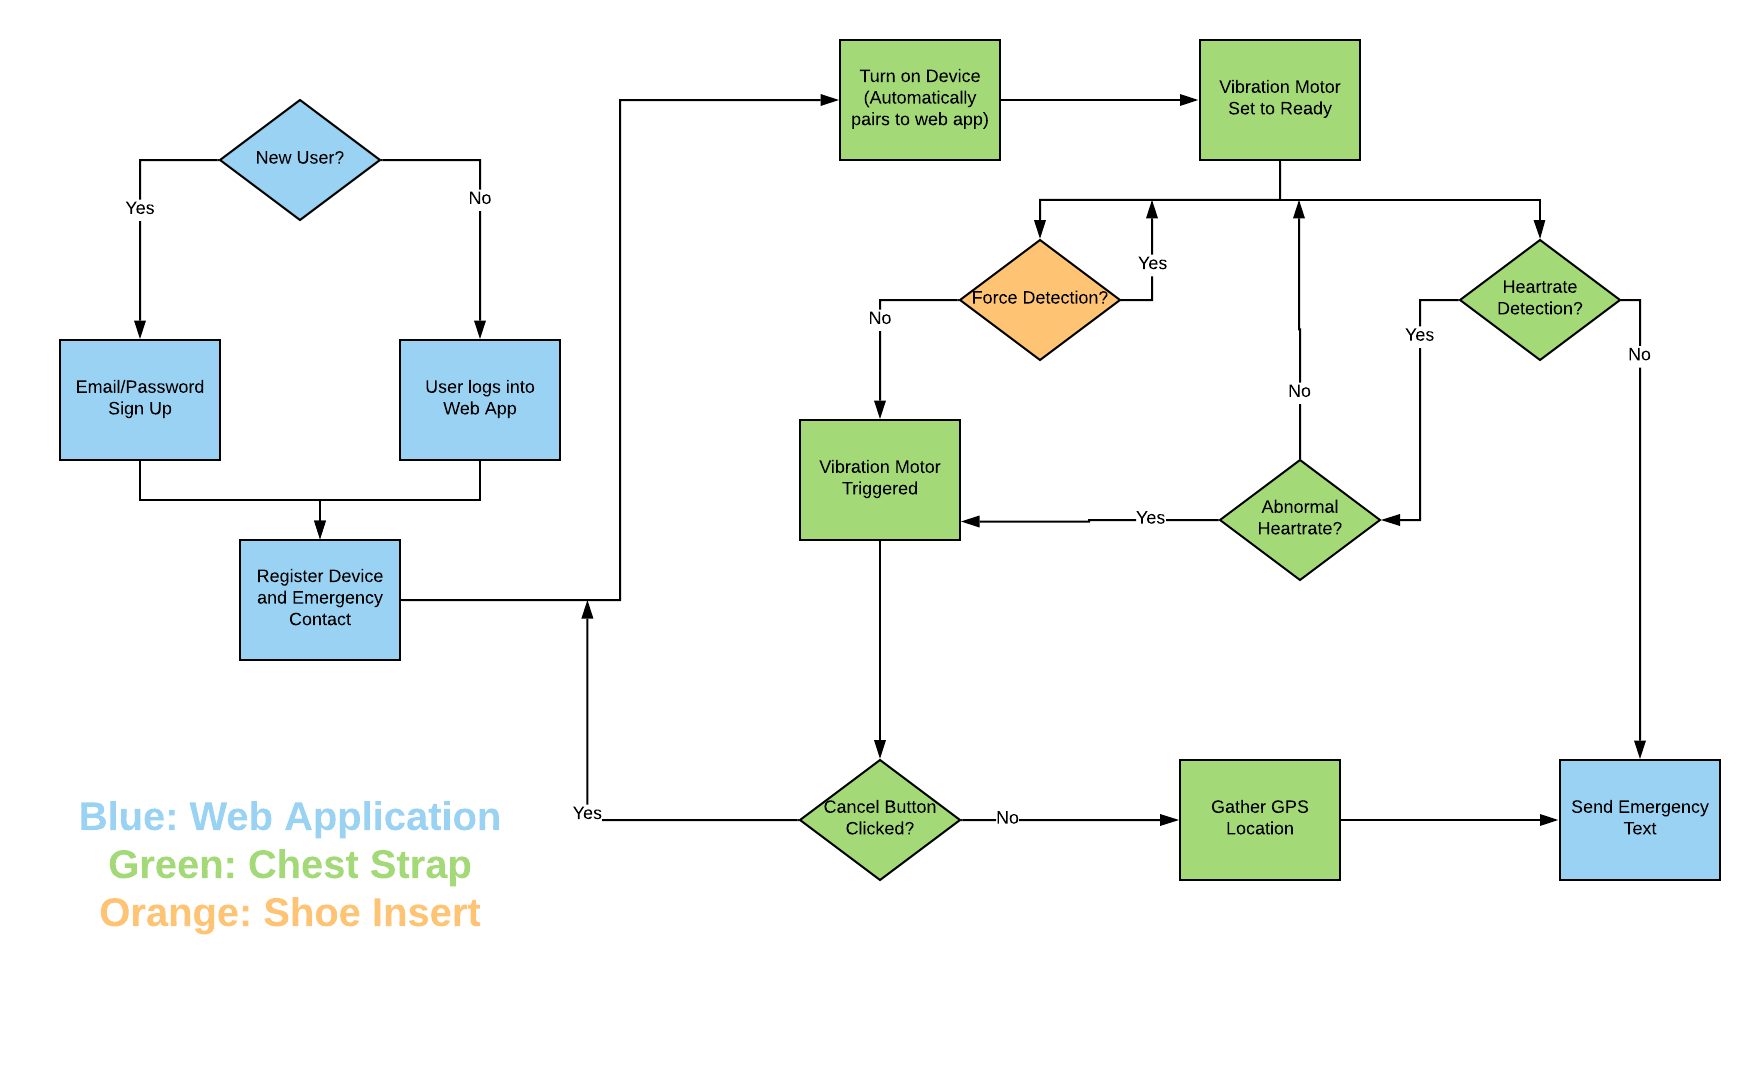 New User?
Yes
No
Email/Password
Sign Up
User logs into
Web App
Register Device
and Emergency
Contact
Turn on Device
(Automatically
pairs to web app)
Vibration Motor
Set to Ready
Force Detection?
Yes
No
Heartrate
Detection?
Yes
No
Abnormal
Heartrate?
No
Yes
Vibration Motor
Triggered
Cancel Button
Clicked?
Yes
No
Gather GPS
Location
Send Emergency
Text
Blue: Web Application
Green: Chest Strap
Orange: Shoe Insert